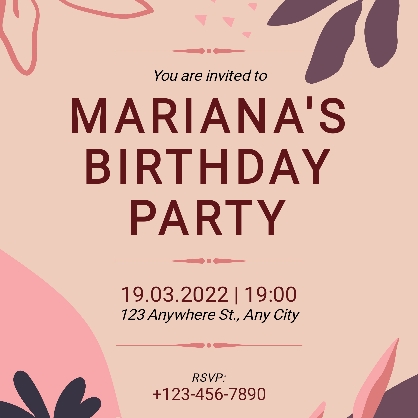 You are invited to
MARIANA'S
BIRTHDAY
PARTY
19.03.2022 | 19:00
123 Anywhere St., Any City
RSVP:
+123-456-7890